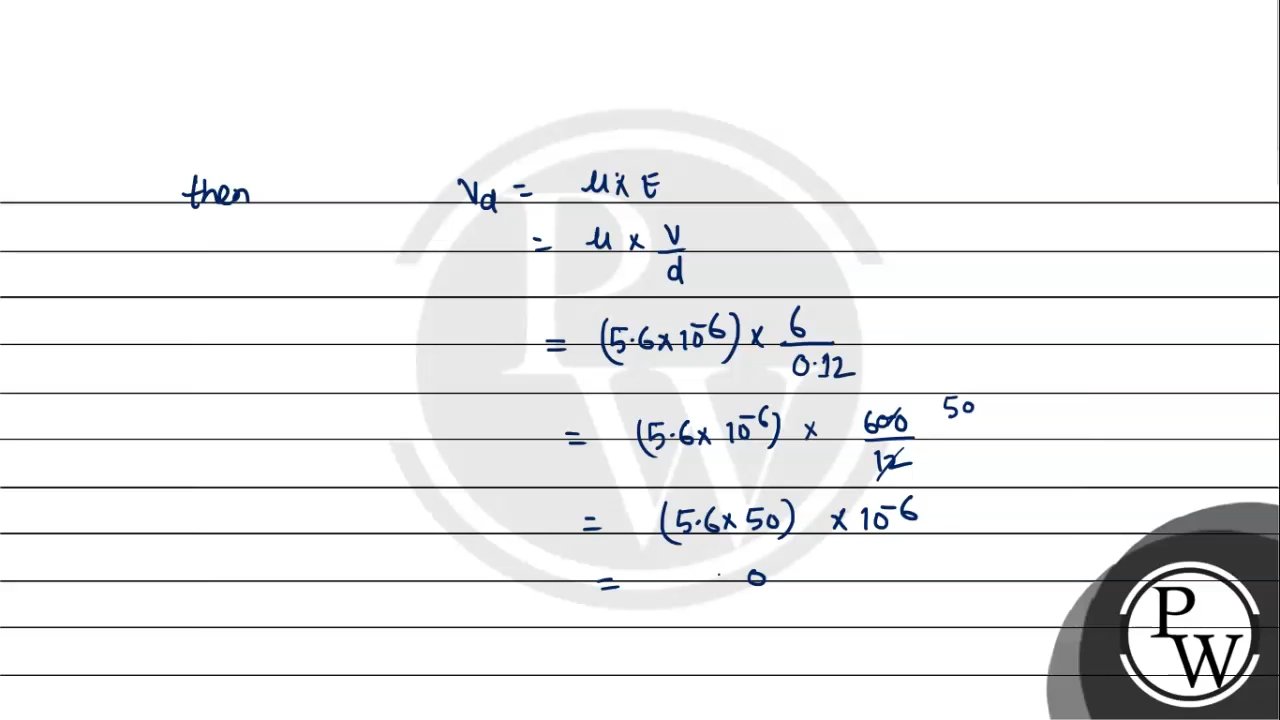 then V_d = μ × E
= μ × V/d
= (5.6×10^-6) × 6/0.12
= (5.6×10^-6) × 600/12 50
= (5.6×50) × 10^-6
= 0
PW
P
W